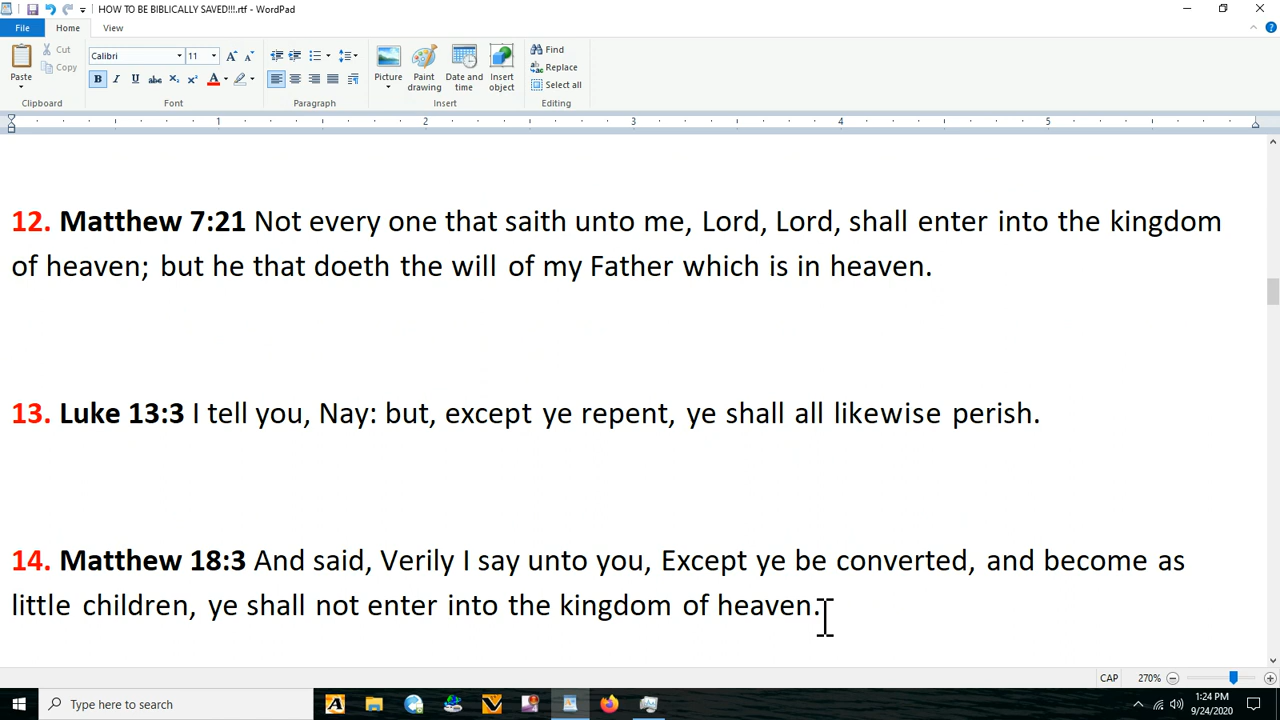 HOW TO BE BIBLICALLY SAVED!!!.rtf - WordPad
File Home View
Paste
Cut
Copy
Clipboard
Calibri 11
Font
Paragraph
Picture
Paint drawing
Date and time
Insert object
Insert
Find
Replace
Select all
Editing
1 2 3 4 5
12. Matthew 7:21 Not every one that saith unto me, Lord, Lord, shall enter into the kingdom
of heaven; but he that doeth the will of my Father which is in heaven.
13. Luke 13:3 I tell you, Nay: but, except ye repent, ye shall all likewise perish.
14. Matthew 18:3 And said, Verily I say unto you, Except ye be converted, and become as
little children, ye shall not enter into the kingdom of heaven.
CAP 270%
Type here to search
1:24 PM
9/24/2020